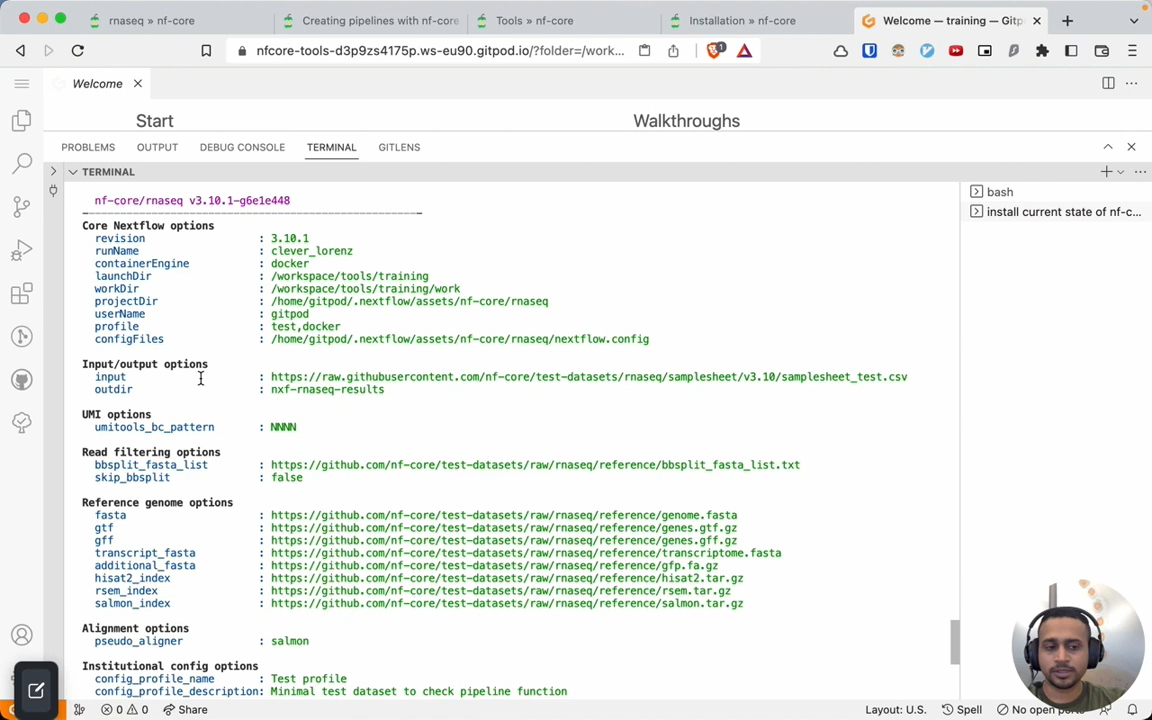 rnaseq » nf-core
Creating pipelines with nf-core
Tools » nf-core
Installation » nf-core
Welcome — training — Gitp
nfcore-tools-d3p9zs4175p.ws-eu90.gitpod.io/?folder=/work...
1
Welcome
Start
Walkthroughs
PROBLEMS
OUTPUT
DEBUG CONSOLE
TERMINAL
GITLENS
TERMINAL
bash
install current state of nf-c...
nf-core/rnaseq v3.10.1-g6e1e448
------------------------------------------------------
Core Nextflow options
revision : 3.10.1
runName : clever_lorenz
containerEngine : docker
launchDir : /workspace/tools/training
workDir : /workspace/tools/training/work
projectDir : /home/gitpod/.nextflow/assets/nf-core/rnaseq
userName : gitpod
profile : test,docker
configFiles : /home/gitpod/.nextflow/assets/nf-core/rnaseq/nextflow.config
Input/output options
input : https://raw.githubusercontent.com/nf-core/test-datasets/rnaseq/samplesheet/v3.10/samplesheet_test.csv
outdir : nxf-rnaseq-results
UMI options
umitools_bc_pattern : NNNN
Read filtering options
bbsplit_fasta_list : https://github.com/nf-core/test-datasets/raw/rnaseq/reference/bbsplit_fasta_list.txt
skip_bbsplit : false
Reference genome options
fasta : https://github.com/nf-core/test-datasets/raw/rnaseq/reference/genome.fasta
gtf : https://github.com/nf-core/test-datasets/raw/rnaseq/reference/genes.gtf.gz
gff : https://github.com/nf-core/test-datasets/raw/rnaseq/reference/genes.gff.gz
transcript_fasta : https://github.com/nf-core/test-datasets/raw/rnaseq/reference/transcriptome.fasta
additional_fasta : https://github.com/nf-core/test-datasets/raw/rnaseq/reference/gfp.fa.gz
hisat2_index : https://github.com/nf-core/test-datasets/raw/rnaseq/reference/hisat2.tar.gz
rsem_index : https://github.com/nf-core/test-datasets/raw/rnaseq/reference/rsem.tar.gz
salmon_index : https://github.com/nf-core/test-datasets/raw/rnaseq/reference/salmon.tar.gz
Alignment options
pseudo_aligner : salmon
Institutional config options
config_profile_name : Test profile
config_profile_description: Minimal test dataset to check pipeline function
0 0
Share
Layout: U.S.
Spell
No open ports